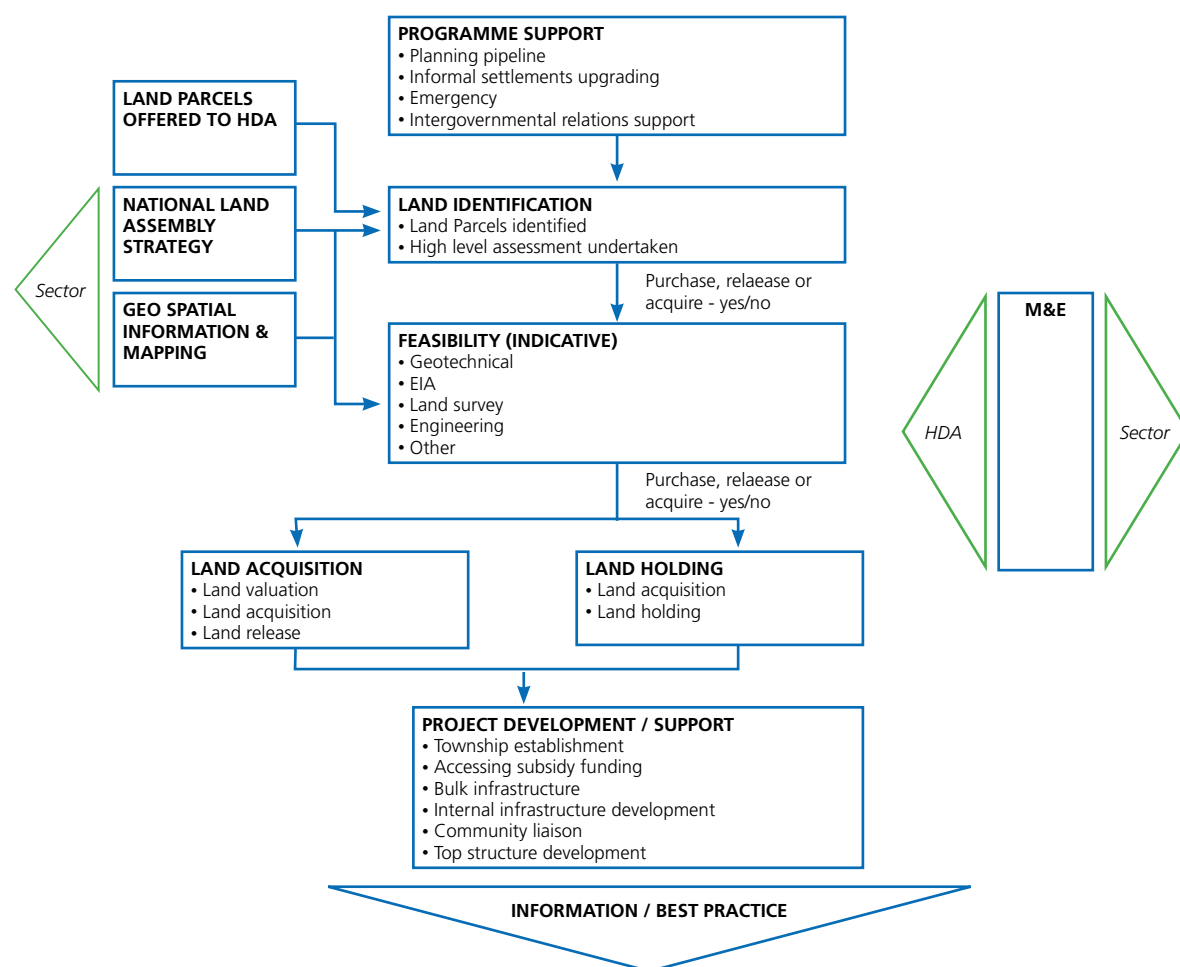 PROGRAMME SUPPORT
• Planning pipeline
• Informal settlements upgrading
• Emergency
• Intergovernmental relations support
LAND PARCELS
OFFERED TO HDA
NATIONAL LAND
ASSEMBLY
STRATEGY
LAND IDENTIFICATION
• Land Parcels identified
• High level assessment undertaken
Sector
GEO SPATIAL
INFORMATION &
MAPPING
Purchase, relaease or
acquire - yes/no
FEASIBILITY (INDICATIVE)
• Geotechnical
• EIA
• Land survey
• Engineering
• Other
M&E
HDA
Sector
Purchase, relaease or
acquire - yes/no
LAND ACQUISITION
• Land valuation
• Land acquisition
• Land release
LAND HOLDING
• Land acquisition
• Land holding
PROJECT DEVELOPMENT / SUPPORT
• Township establishment
• Accessing subsidy funding
• Bulk infrastructure
• Internal infrastructure development
• Community liaison
• Top structure development
INFORMATION / BEST PRACTICE